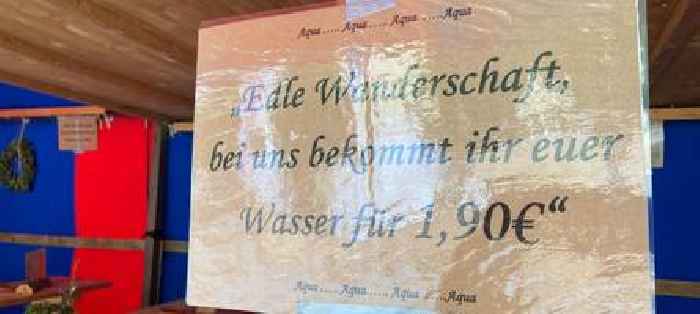 Aqua.....Aqua.....Aqua......Aqua
„Edle Wanderschaft,
bei uns bekommt ihr euer
Wasser für 1,90€“
Aqua.....Aqua......Aqua.....Aqua